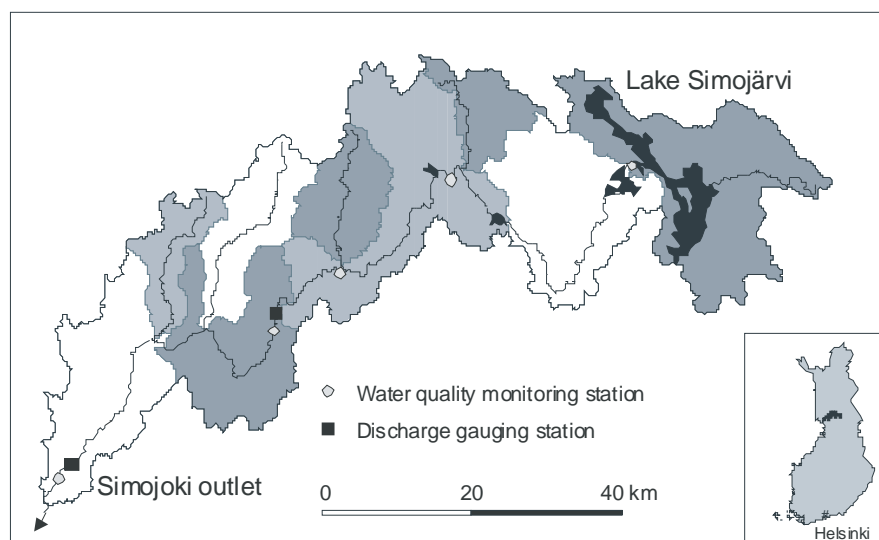 Lake Simojärvi
Water quality monitoring station
Discharge gauging station
Simojoki outlet
0 20 40 km
Helsinki